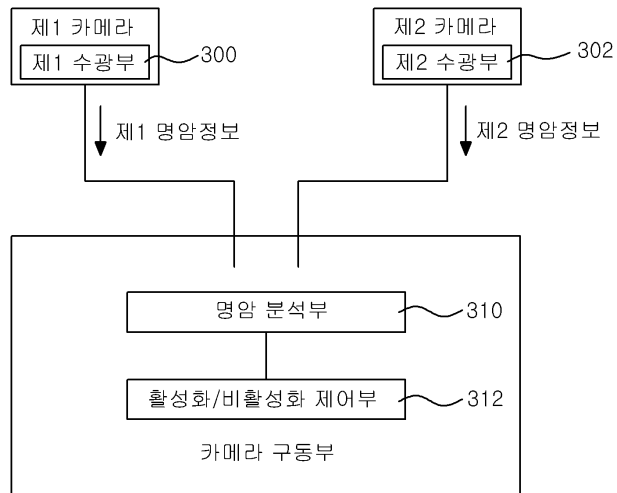 제1 카메라
제1 수광부
300
제2 카메라
제2 수광부
302
제1 명암정보
제2 명암정보
명암 분석부
310
활성화/비활성화 제어부
312
카메라 구동부